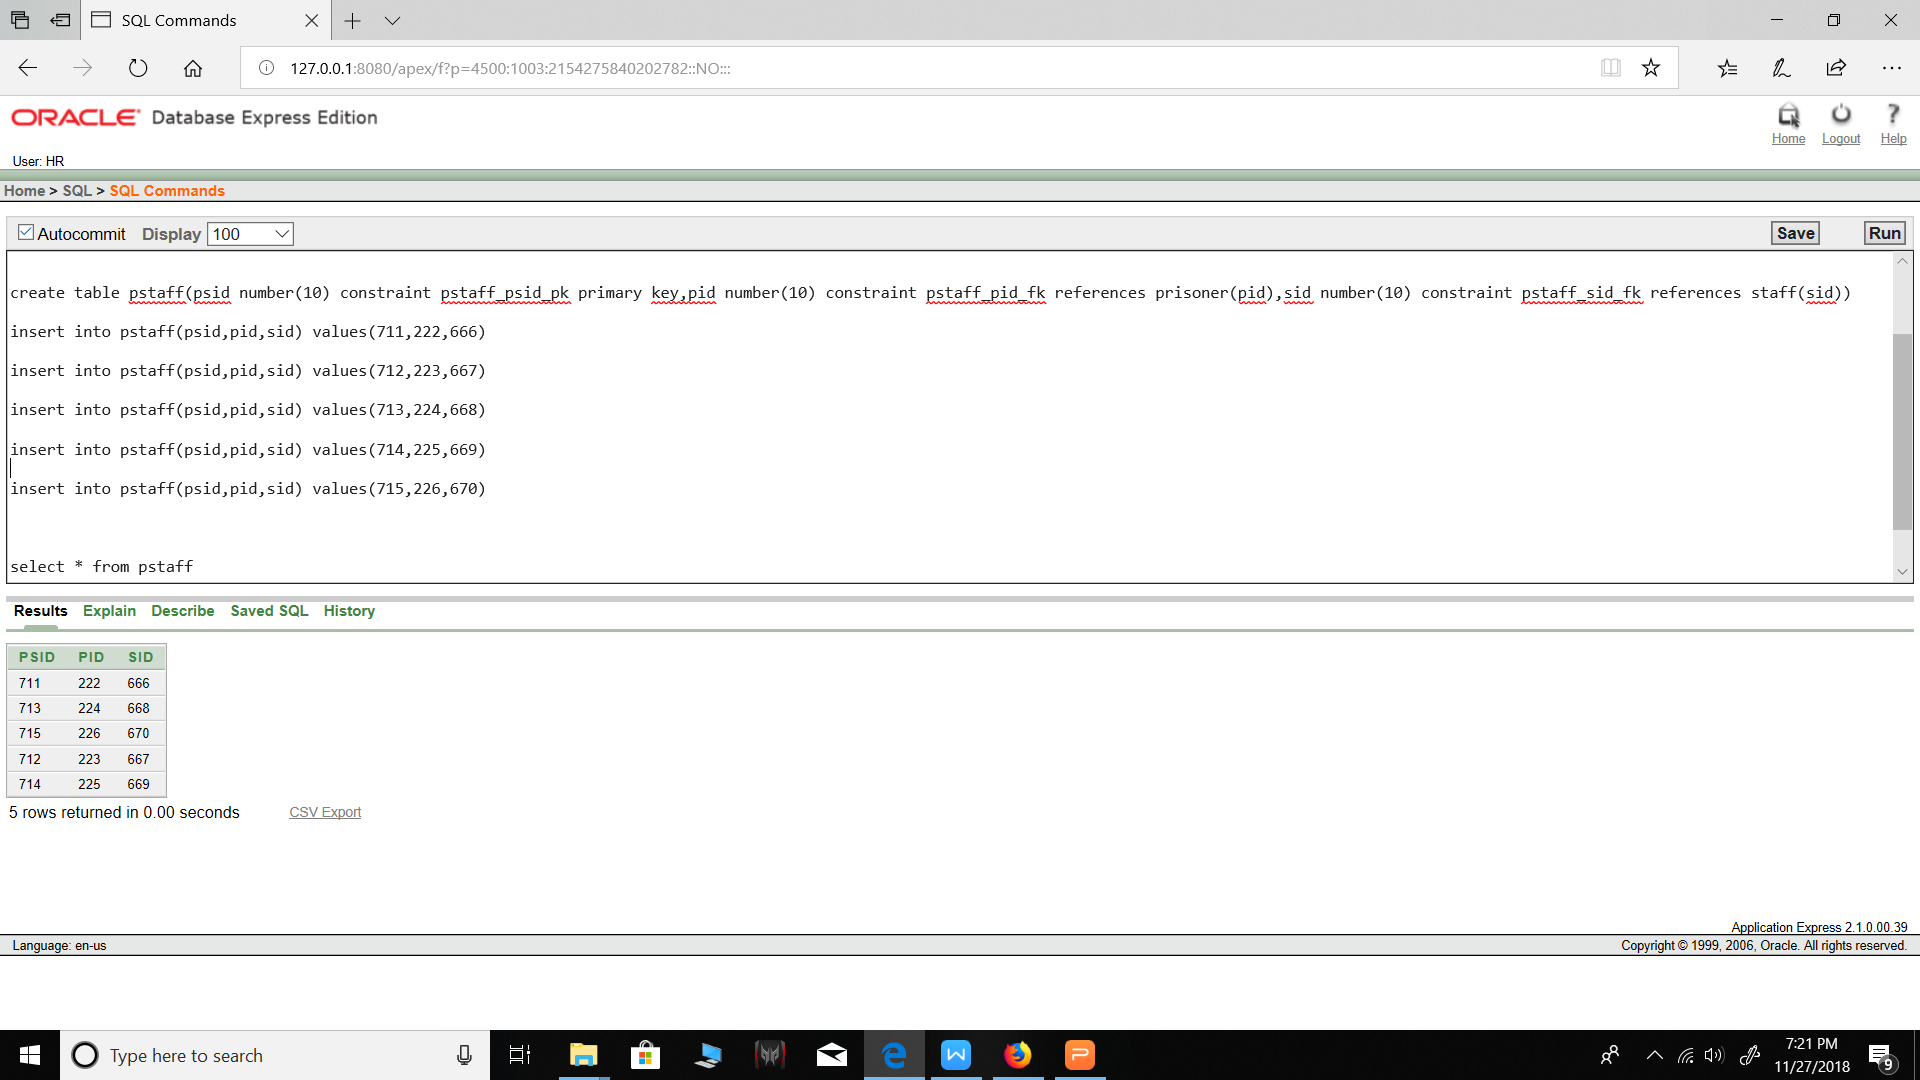 SQL Commands
127.0.0.1:8080/apex/f?p=4500:1003:2154275840202782::NO:::
ORACLE Database Express Edition
Home Logout Help
User: HR
Home > SQL > SQL Commands
Autocommit Display 100 Save Run
create table pstaff(psid number(10) constraint pstaff_psid_pk primary key,pid number(10) constraint pstaff_pid_fk references prisoner(pid),sid number(10) constraint pstaff_sid_fk references staff(sid))
insert into pstaff(psid,pid,sid) values(711,222,666)
insert into pstaff(psid,pid,sid) values(712,223,667)
insert into pstaff(psid,pid,sid) values(713,224,668)
insert into pstaff(psid,pid,sid) values(714,225,669)
insert into pstaff(psid,pid,sid) values(715,226,670)
select * from pstaff
Results Explain Describe Saved SQL History
PSID PID SID
711 222 666
713 224 668
715 226 670
712 223 667
714 225 669
5 rows returned in 0.00 seconds CSV Export
Application Express 2.1.0.00.39
Language: en-us Copyright © 1999, 2006, Oracle. All rights reserved.
Type here to search
7:21 PM
11/27/2018
9